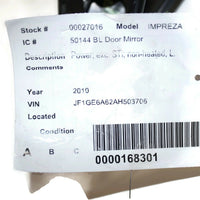 Stock # 00027016 Model IMPREZA
IC # 50144 BL Door Mirror
Description Power, exc. STi, non-heated, L.
Comments
Year 2010
VIN JF1GE6A62AH503706
Located
Condition
A B C 0000168301